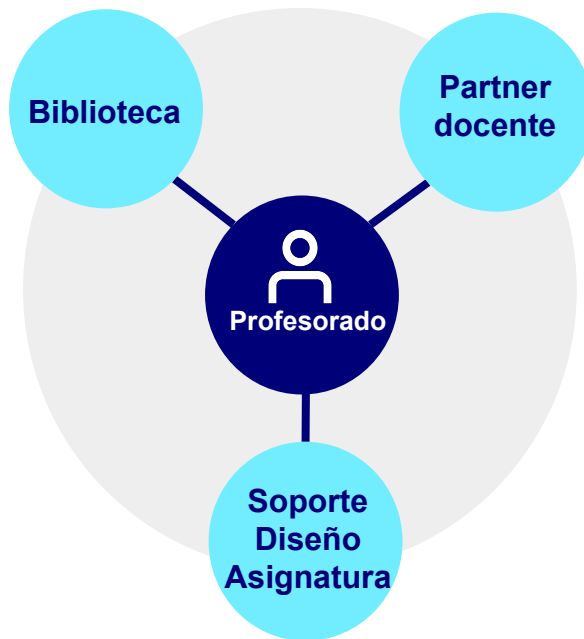 Biblioteca
Partner
docente
Profesorado
Soporte
Diseño
Asignatura